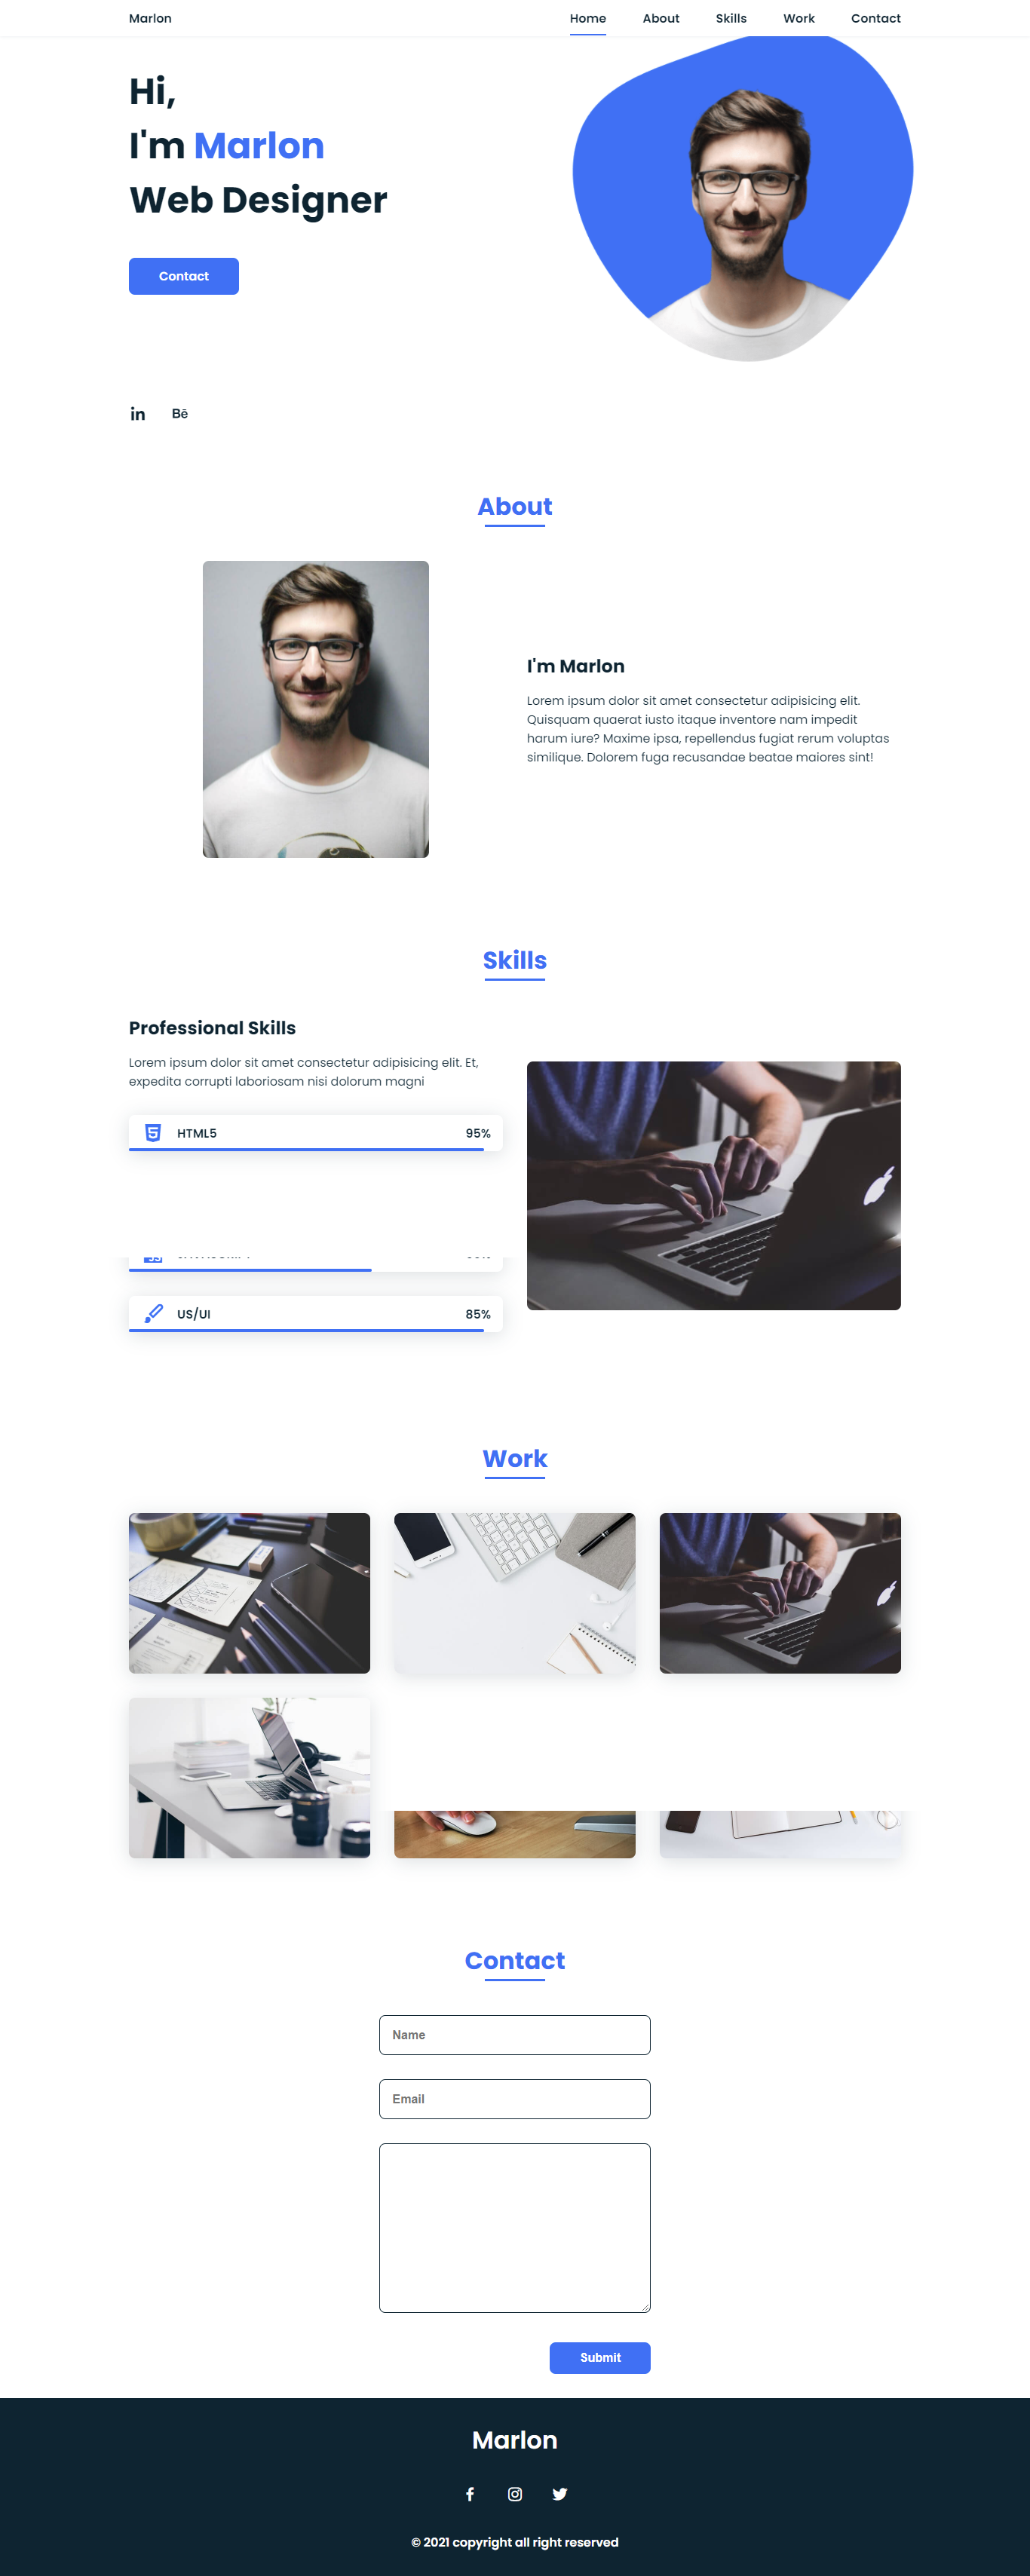 Marlon
Home About Skills Work Contact
Hi,
I'm Marlon
Web Designer
Contact
in Bē
About
I'm Marlon
Lorem ipsum dolor sit amet consectetur adipisicing elit.
Quisquam quaerat iusto itaque inventore nam impedit
harum iure? Maxime ipsa, repellendus fugiat rerum voluptas
similique. Dolorem fuga recusandae beatae maiores sint!
Skills
Professional Skills
Lorem ipsum dolor sit amet consectetur adipisicing elit. Et,
expedita corrupti laboriosam nisi dolorum magni
HTML5 95%
US/UI 85%
Work
Contact
Name
Email
Submit
Marlon
© 2021 copyright all right reserved